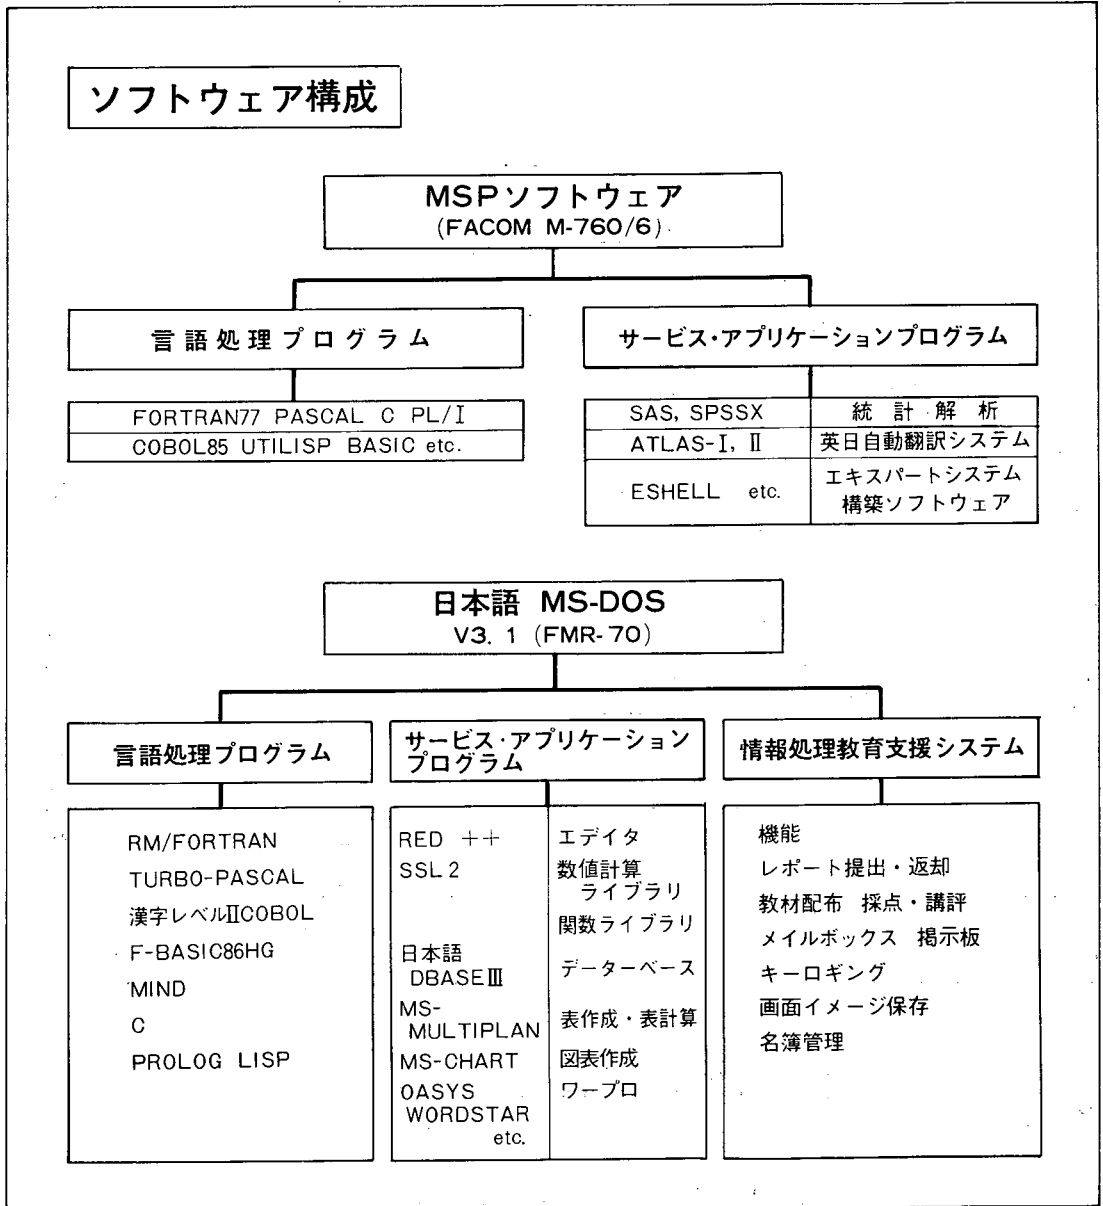 ソフトウェア構成
MSPソフトウェア
(FACOM M-760/6)
言語処理プログラム
FORTRAN77 PASCAL C PL/I
COBOL85 UTILISP BASIC etc.
サービス・アプリケーションプログラム
SAS, SPSSX 統計解析
ATLAS-I, II 英日自動翻訳システム
ESHELL etc. エキスパートシステム
構築ソフトウェア
日本語 MS-DOS
V3. 1 (FMR-70)
言語処理プログラム
RM/FORTRAN
TURBO-PASCAL
漢字レベルⅡCOBOL
F-BASIC86HG
MIND
C
PROLOG LISP
サービス・アプリケーション
プログラム
RED ++ エデイタ
SSL2 数値計算
ライブラリ
関数ライブラリ
日本語
DBASEⅢ データーベース
MS-
MULTIPLAN 表作成・表計算
MS-CHART 図表作成
OASYS ワープロ
WORDSTAR
etc.
情報処理教育支援システム
機能
レポート提出・返却
教材配布 採点・講評
メイルボックス 掲示板
キーロギング
画面イメージ保存
名簿管理